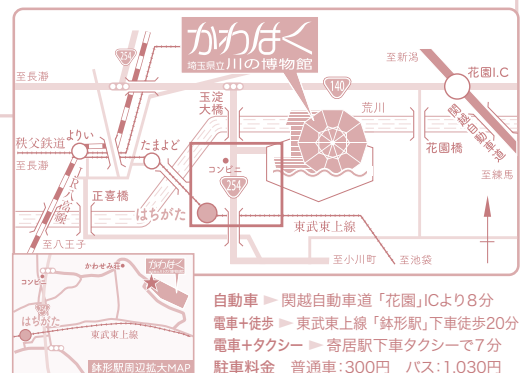 かわはく
埼玉県立川の博物館
254
至長瀞
玉淀
大橋
140
荒川
至新潟
花園I.C
関越自動車道
花園橋
至練馬
秩父鉄道
よりい
至長瀞
たまよど
JR八高線
正喜橋
コンビニ
254
はちがた
至八王子
東武東上線
至小川町
至池袋
かわせみ荘
かわはく
コンビニ
はちがた
東武東上線
鉢形駅周辺拡大MAP
自動車 ► 関越自動車道「花園」ICより8分
電車+徒歩 ► 東武東上線「鉢形駅」下車徒歩20分
電車+タクシー ► 寄居駅下車タクシーで7分
駐車料金 普通車:300円 バス:1,030円